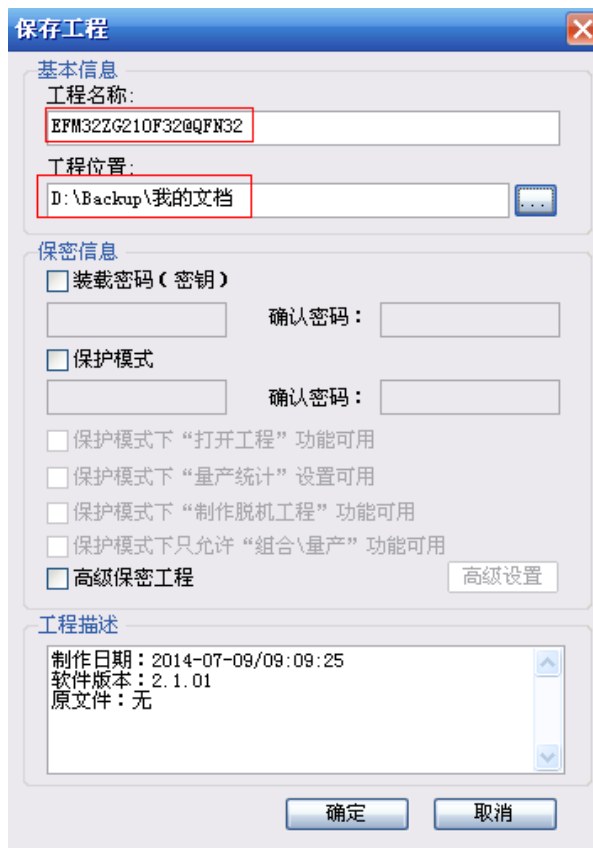 保存工程
基本信息
工程名称:
EFM32ZG210F32@QFN32
工程位置:
D:\Backup\我的文档
...
保密信息
装载密码(密钥)
确认密码:
保护模式
确认密码:
保护模式下“打开工程”功能可用
保护模式下“量产统计”设置可用
保护模式下“制作脱机工程”功能可用
保护模式下只允许“组合\量产”功能可用
高级保密工程
高级设置
工程描述
制作日期:2014-07-09/09:09:25
软件版本:2.1.01
原文件:无
确定
取消